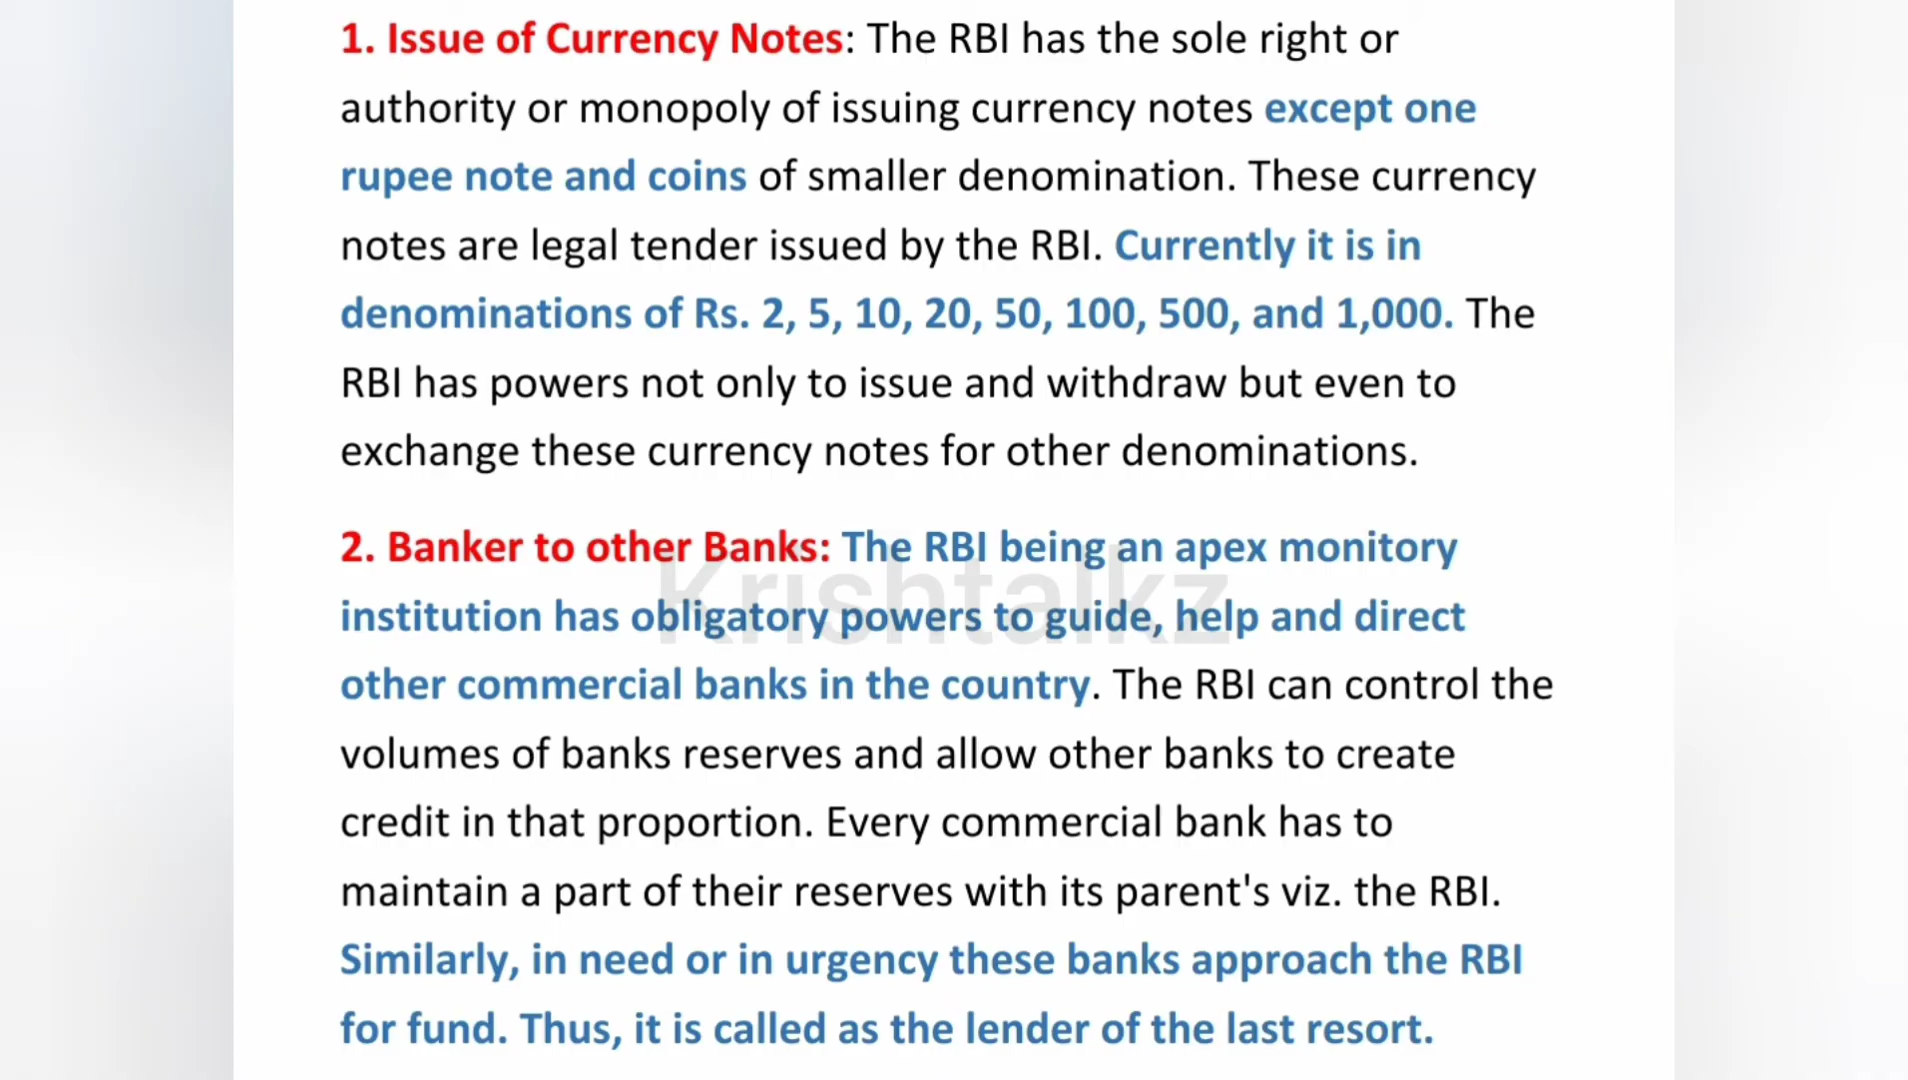 1. Issue of Currency Notes: The RBI has the sole right or
authority or monopoly of issuing currency notes except one
rupee note and coins of smaller denomination. These currency
notes are legal tender issued by the RBI. Currently it is in
denominations of Rs. 2, 5, 10, 20, 50, 100, 500, and 1,000. The
RBI has powers not only to issue and withdraw but even to
exchange these currency notes for other denominations.
2. Banker to other Banks: The RBI being an apex monitory
Krishtalkz
institution has obligatory powers to guide, help and direct
other commercial banks in the country. The RBI can control the
volumes of banks reserves and allow other banks to create
credit in that proportion. Every commercial bank has to
maintain a part of their reserves with its parent's viz. the RBI.
Similarly, in need or in urgency these banks approach the RBI
for fund. Thus, it is called as the lender of the last resort.